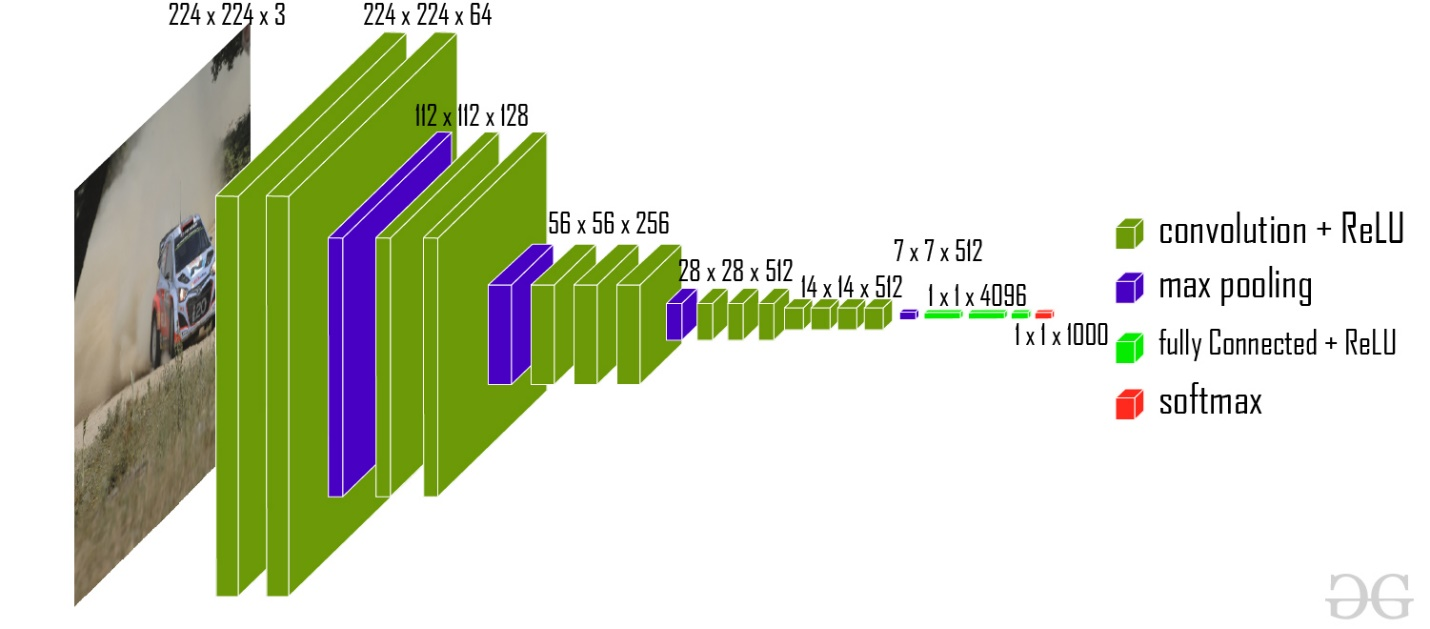 224 x 224 x 3
224 x 224 x 64
112 x 112 x 128
56 x 56 x 256
28 x 28 x 512
14 x 14 x 512
7 x 7 x 512
1 x 1 x 4096
1 x 1 x 1000
convolution + ReLU
max pooling
fully Connected + ReLU
softmax